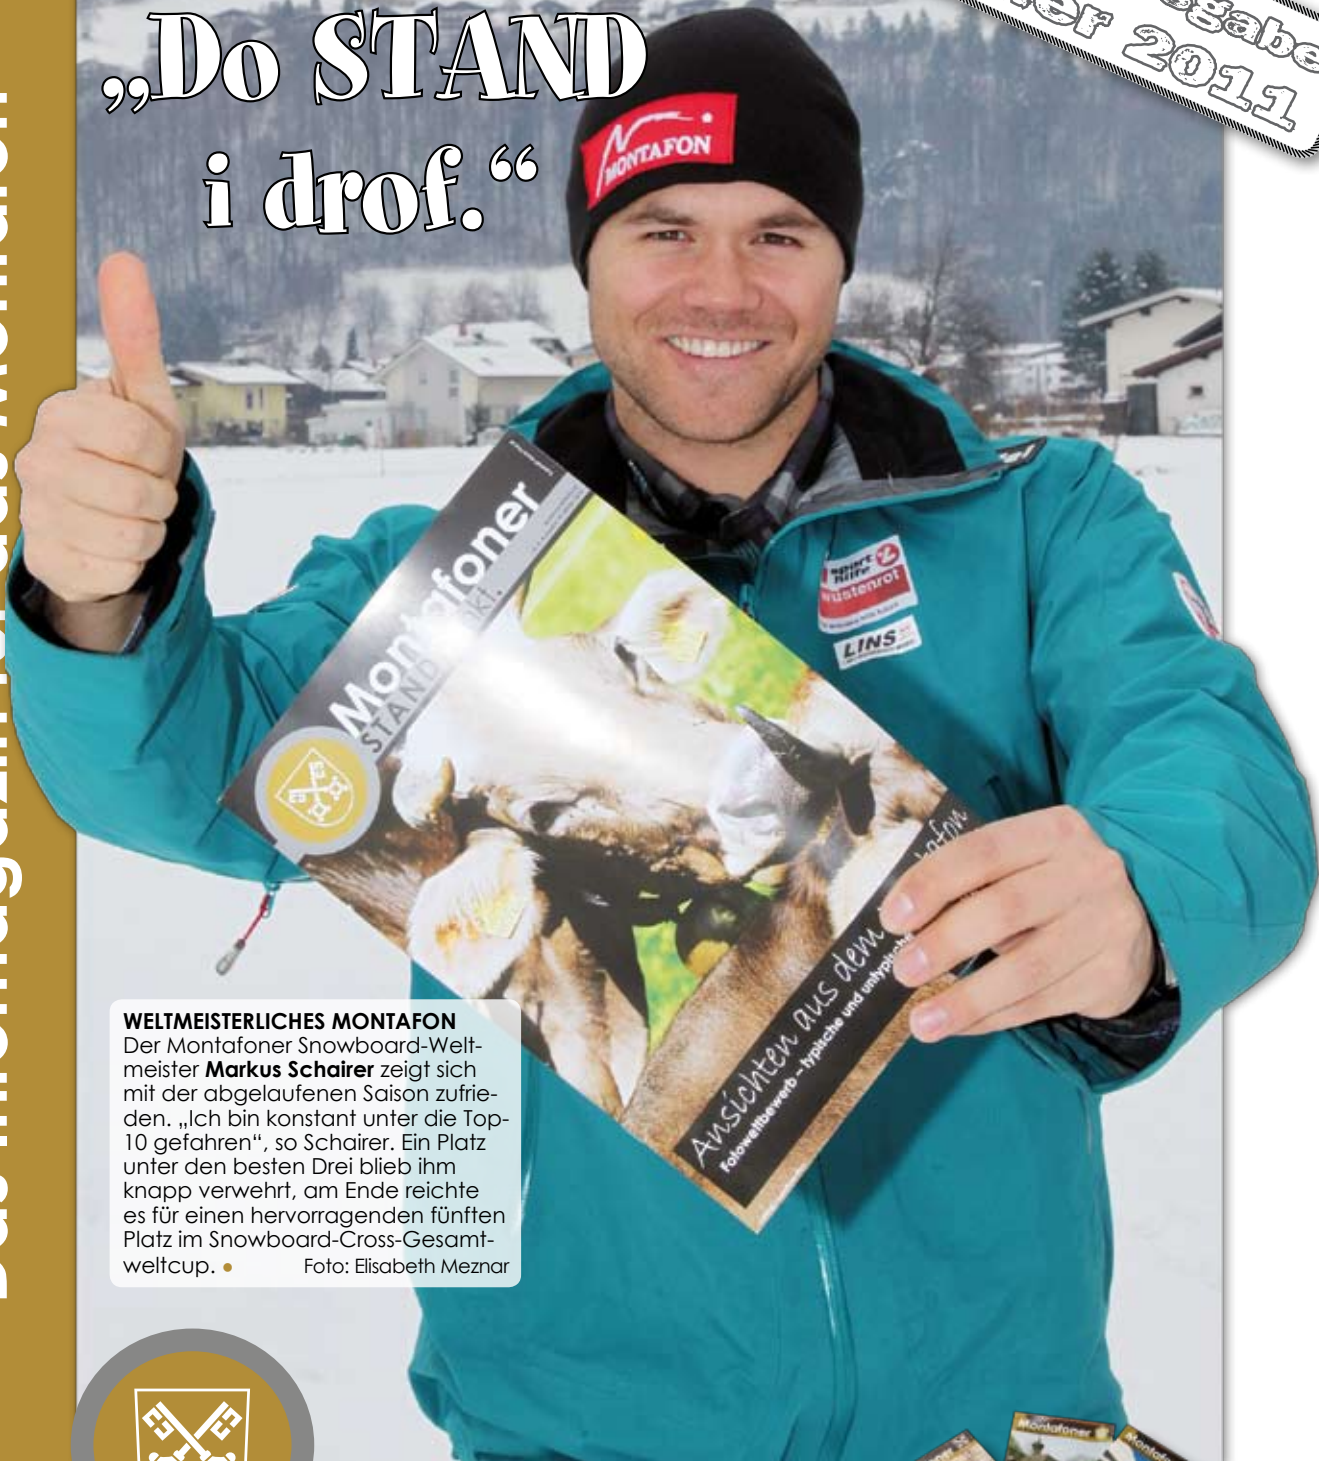 „Do STAND
i drof.“
2011
MONTAFON
sport
hilfe
wüstenrot
LINS
Montafoner
STAND
Ansichten aus dem
Fotowettbewerb – typische und
WELTMEISTERLICHES MONTAFON
Der Montafoner Snowboard-Welt-
meister Markus Schairer zeigt sich
mit der abgelaufenen Saison zufrie-
den. „Ich bin konstant unter die Top-
10 gefahren“, so Schairer. Ein Platz
unter den besten Drei blieb ihm
knapp verwehrt, am Ende reichte
es für einen hervorragenden fünften
Platz im Snowboard-Cross-Gesamt-
weltcup. •
Foto: Elisabeth Meznar
Montafoner